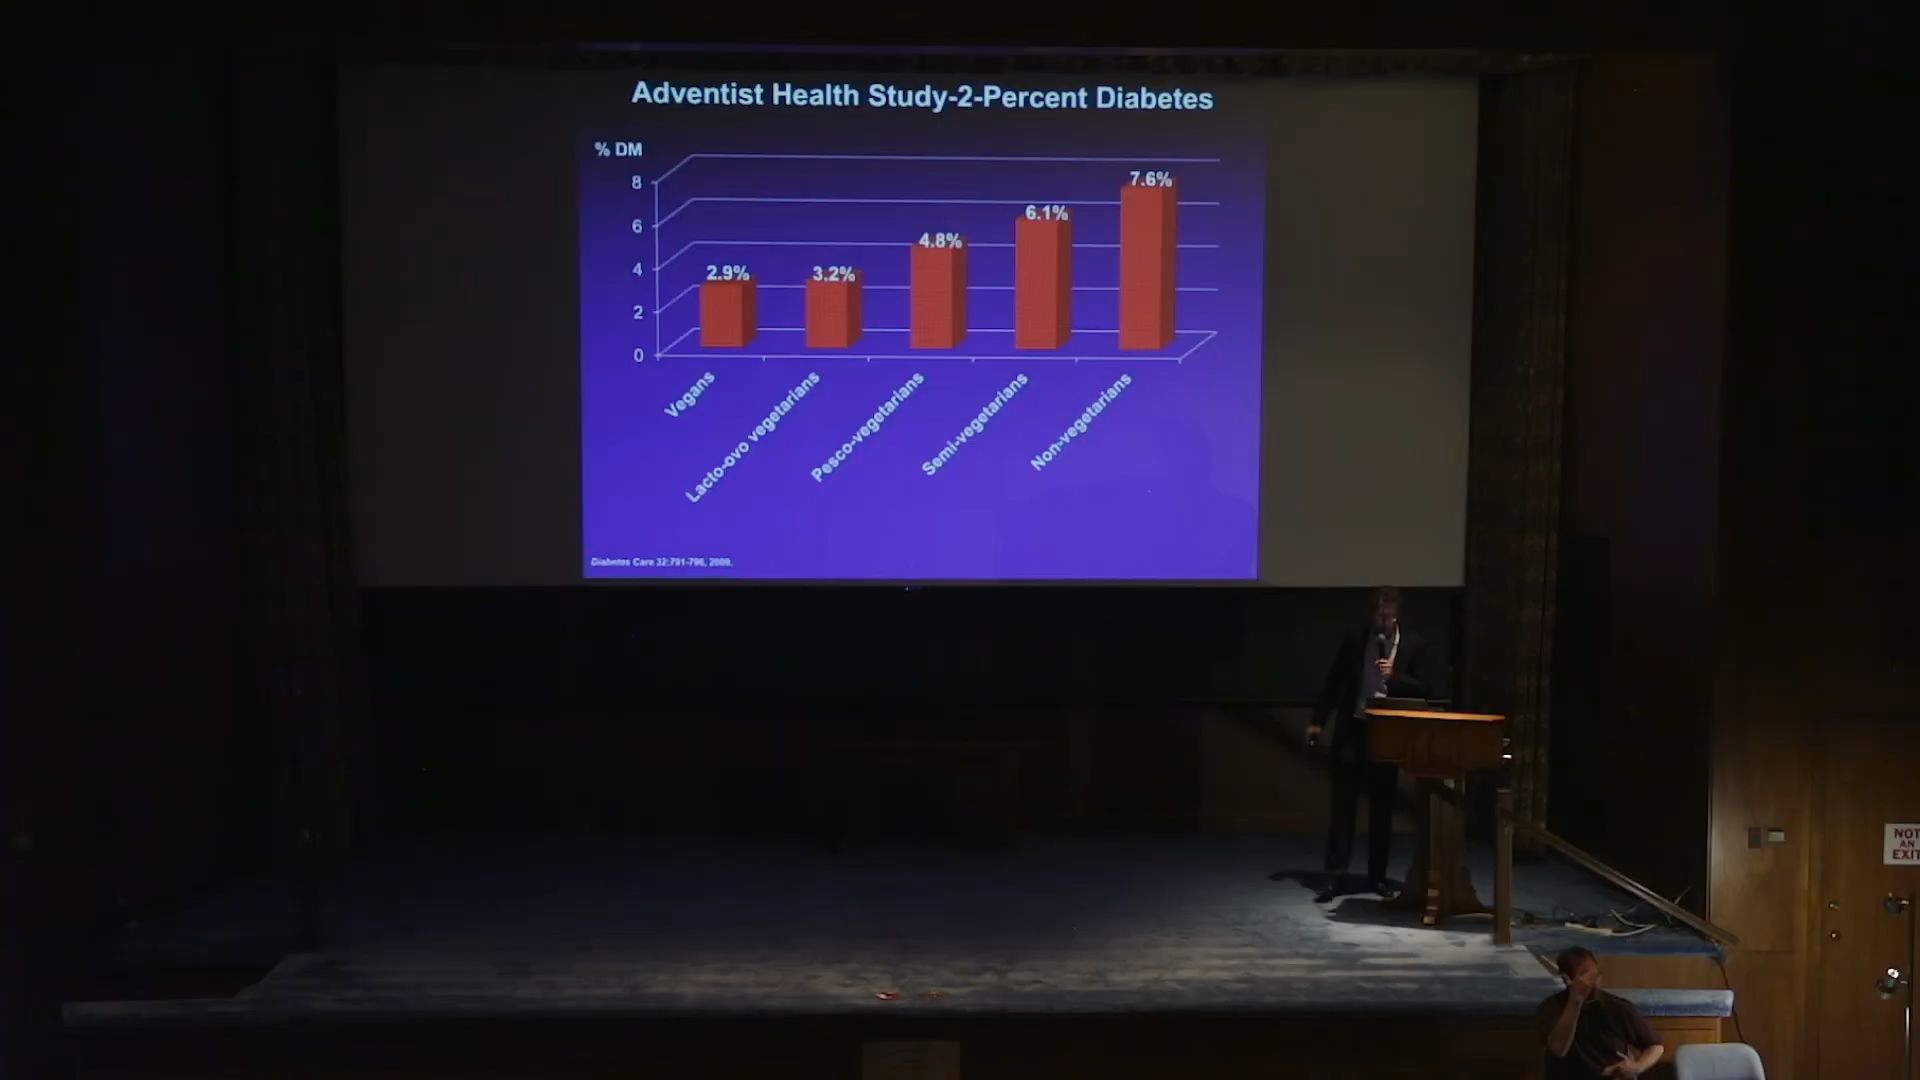 Adventist Health Study-2-Percent Diabetes
% DM
8
6
4
2
0
2.9%
3.2%
4.8%
6.1%
7.6%
Vegans
Lacto-ovo vegetarians
Pesco-vegetarians
Semi-vegetarians
Non-vegetarians
Diabetes Care 32:791-796, 2009.
NOT
AN
EXIT